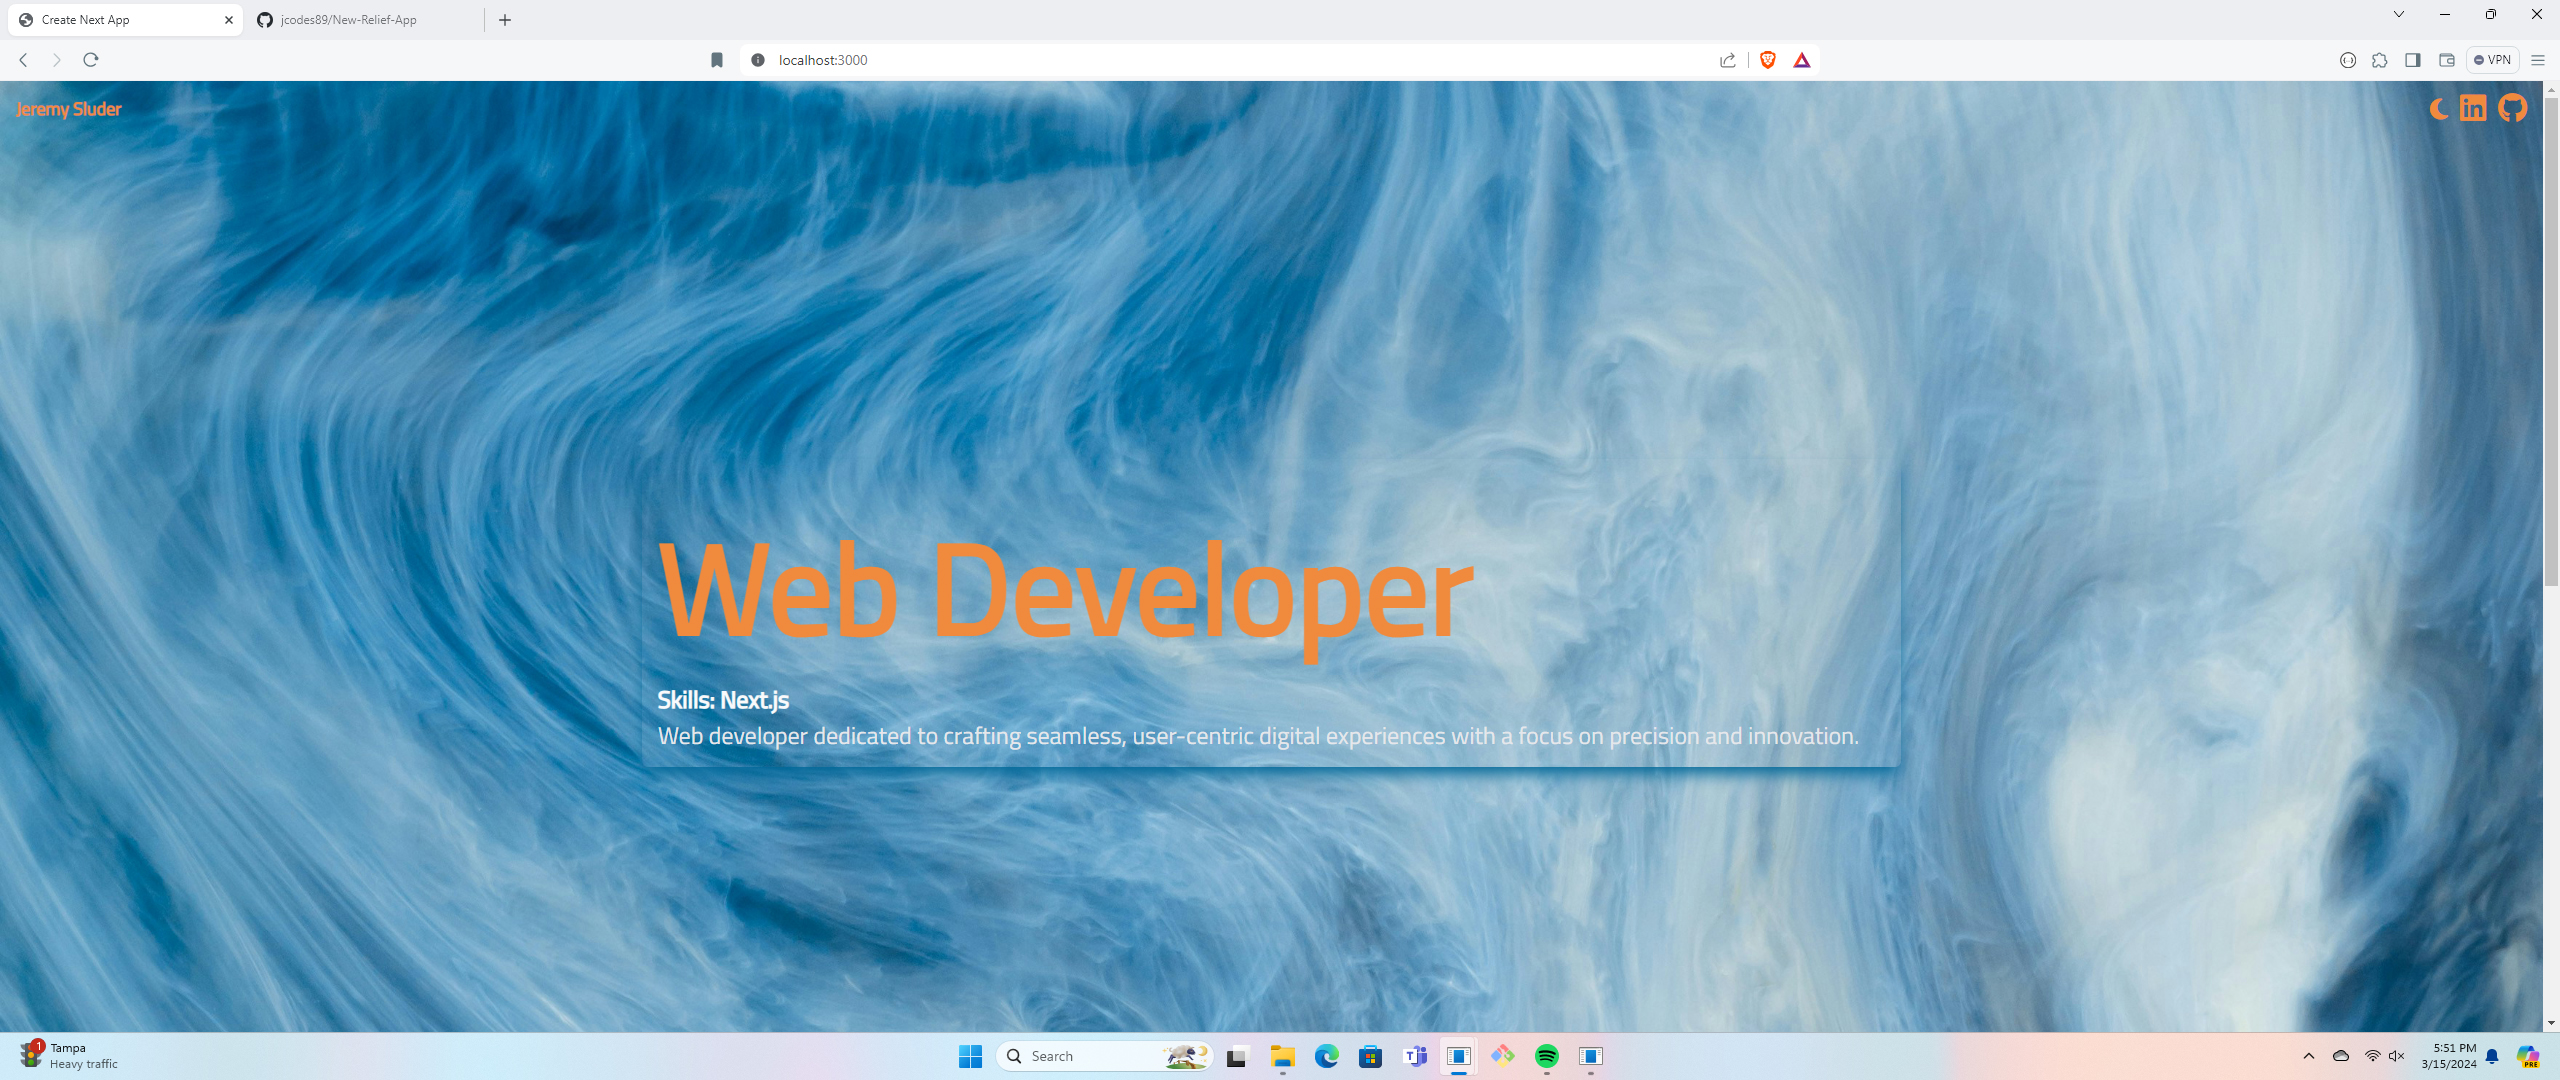 Create Next App
jcodes89/New-Relief-App
localhost:3000
VPN
Jeremy Sluder
in
Web Developer
Skills: Next.js
Web developer dedicated to crafting seamless, user-centric digital experiences with a focus on precision and innovation.
1
Tampa
Heavy traffic
Search
T
5:51 PM
3/15/2024
PRE